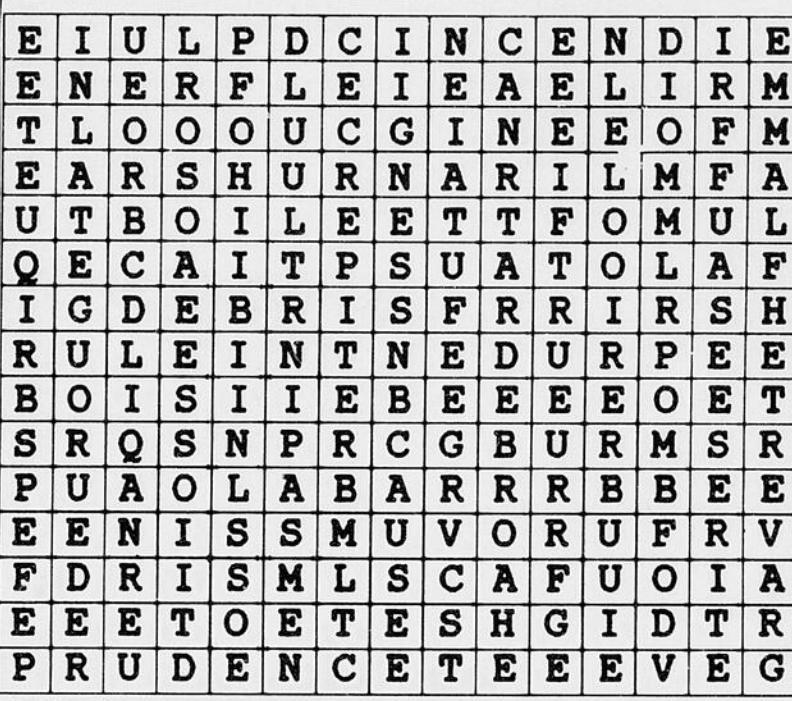 E I U L P D C I N C E N D I E
E N E R F L E I E A E L I R M
T L O O O U C G I N E E O F M
E A R S H U R N A R I L M F A
U T B O I L E E T T F O M U L
Q E C A I T P S U A T O L A F
I G D E B R I S F R R I R S H
R U L E I N T N E D U R P E E
B O I S I I E B E E E E O E T
S R Q S N P R C G B U R M S R
P U A O L A B A R R R B B E E
E E N I S S M U V O R U F R V
F D R I S M L S C A F U O I A
E E E T O E T E S H G I D T R
P R U D E N C E T E E E V E G